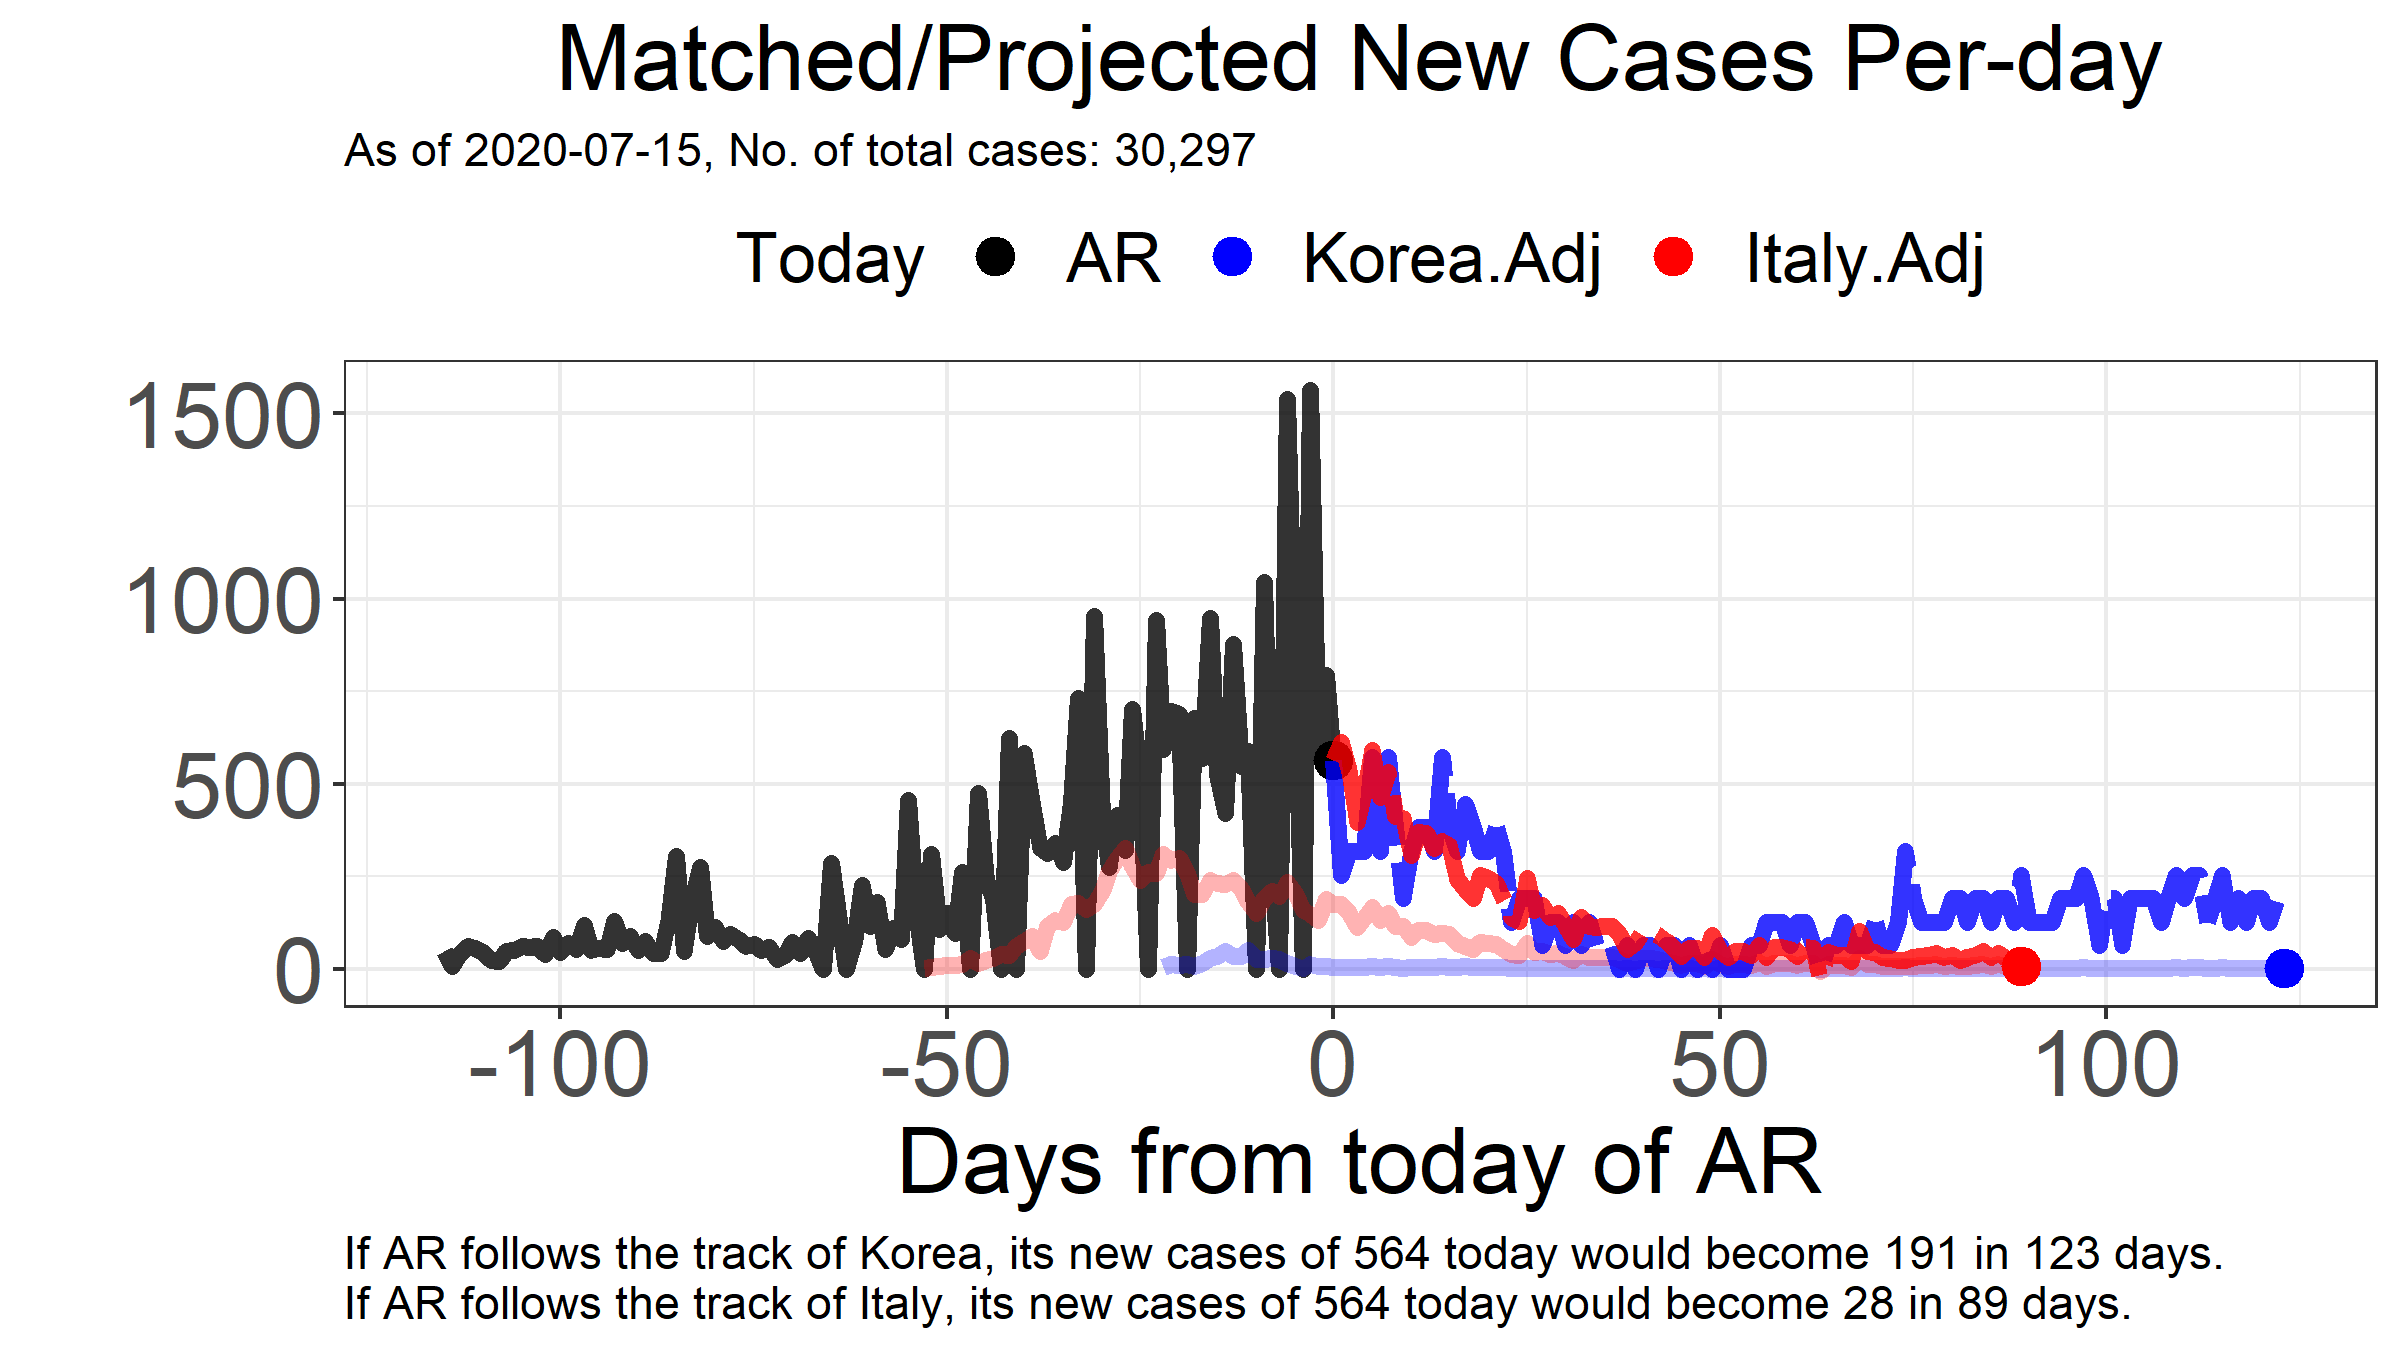 Matched/Projected New Cases Per-day
As of 2020-07-15, No. of total cases: 30,297
Today AR Korea.Adj Italy.Adj
1500
1000
500
0
-100 -50 0 50 100
Days from today of AR
If AR follows the track of Korea, its new cases of 564 today would become 191 in 123 days.
If AR follows the track of Italy, its new cases of 564 today would become 28 in 89 days.